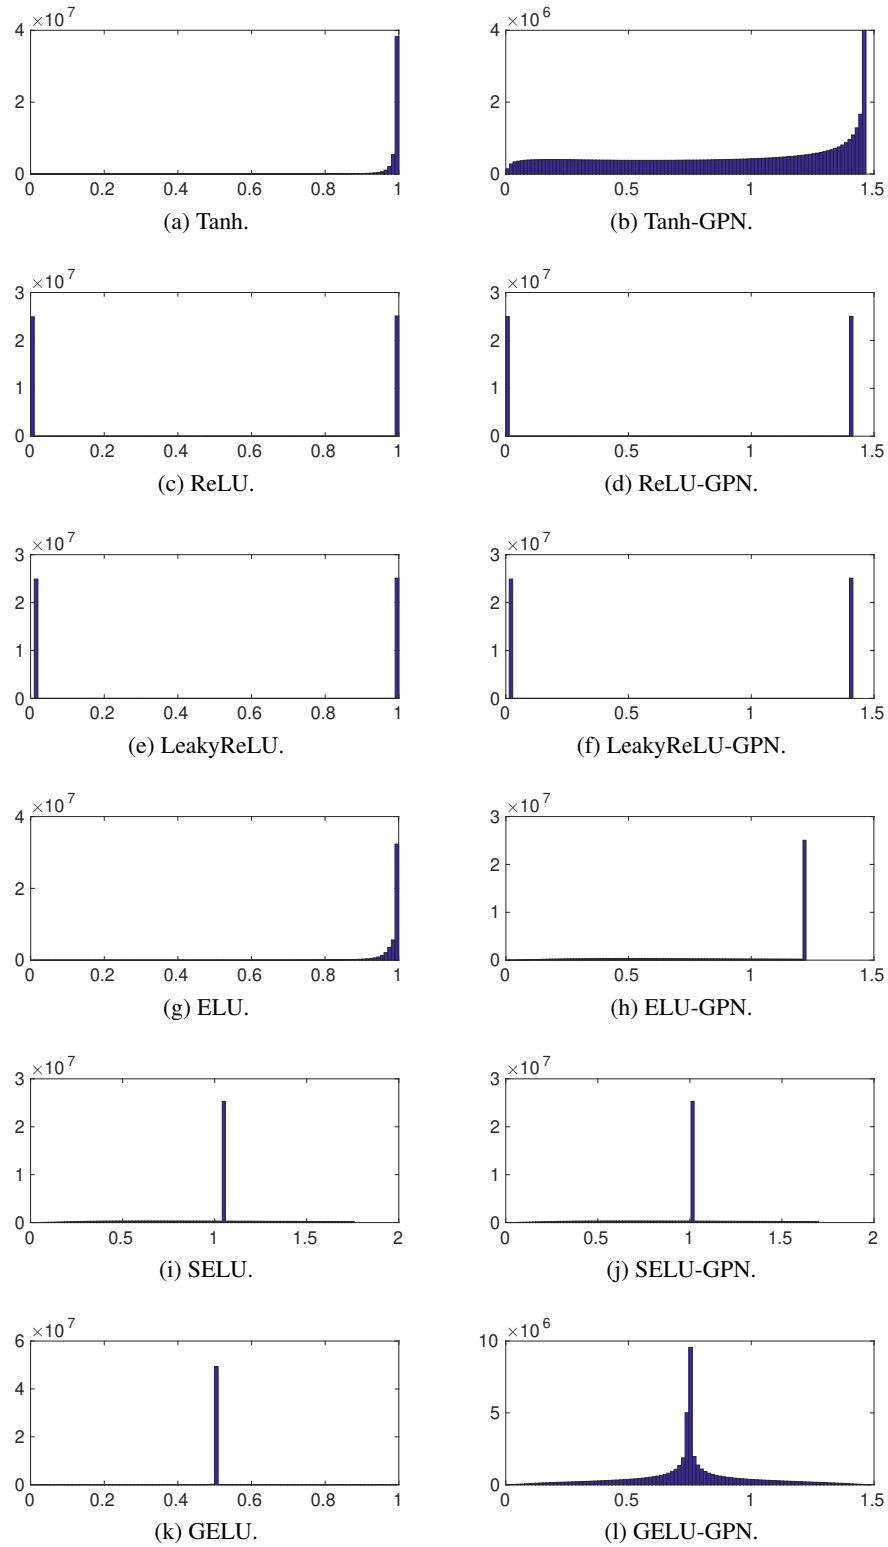 ×10^7
4
2
0
0 0.2 0.4 0.6 0.8 1
(a) Tanh.
×10^6
4
2
0
0 0.5 1 1.5
(b) Tanh-GPN.
×10^7
3
2
1
0
0 0.2 0.4 0.6 0.8 1
(c) ReLU.
×10^7
3
2
1
0
0 0.5 1 1.5
(d) ReLU-GPN.
×10^7
3
2
1
0
0 0.2 0.4 0.6 0.8 1
(e) LeakyReLU.
×10^7
3
2
1
0
0 0.5 1 1.5
(f) LeakyReLU-GPN.
×10^7
4
2
0
0 0.2 0.4 0.6 0.8 1
(g) ELU.
×10^7
3
2
1
0
0 0.5 1 1.5
(h) ELU-GPN.
×10^7
3
2
1
0
0 0.5 1 1.5 2
(i) SELU.
×10^7
3
2
1
0
0 0.5 1 1.5 2
(j) SELU-GPN.
×10^7
6
4
2
0
0 0.2 0.4 0.6 0.8 1
(k) GELU.
×10^6
10
5
0
0 0.5 1 1.5
(l) GELU-GPN.